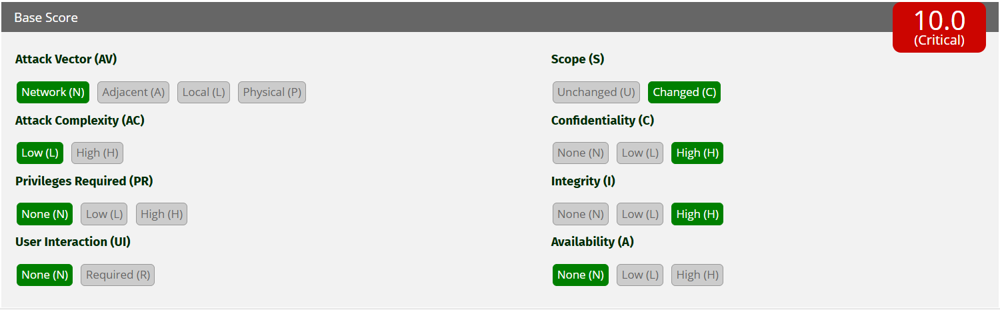 Base Score
10.0
(Critical)
Attack Vector (AV)
Network (N) Adjacent (A) Local (L) Physical (P)
Attack Complexity (AC)
Low (L) High (H)
Privileges Required (PR)
None (N) Low (L) High (H)
User Interaction (UI)
None (N) Required (R)
Scope (S)
Unchanged (U) Changed (C)
Confidentiality (C)
None (N) Low (L) High (H)
Integrity (I)
None (N) Low (L) High (H)
Availability (A)
None (N) Low (L) High (H)